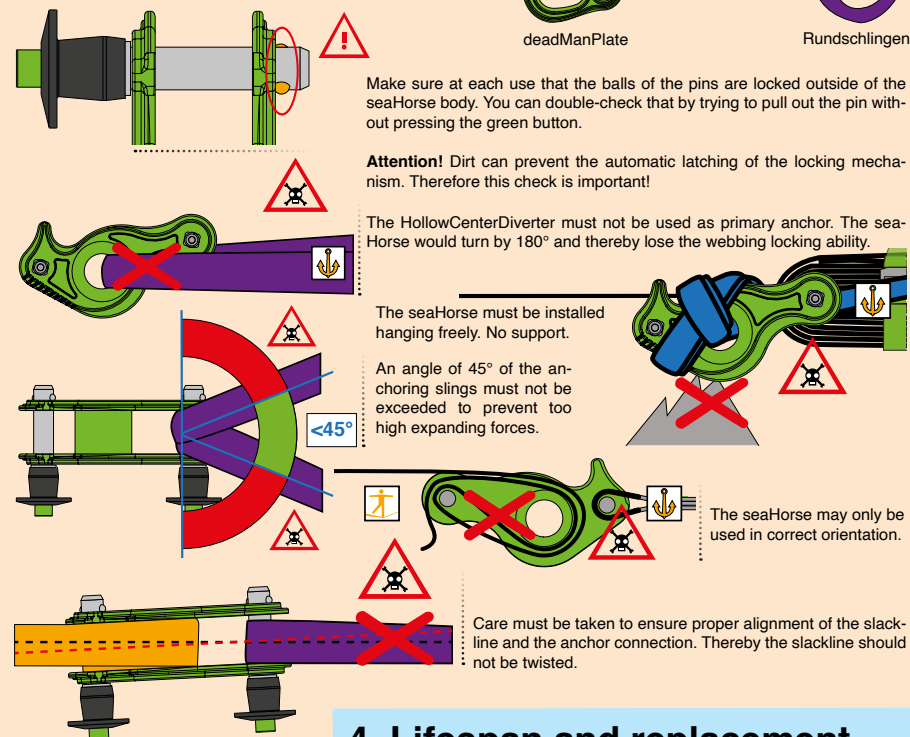 deadManPlate
Rundschlingen
Make sure at each use that the balls of the pins are locked outside of the
seaHorse body. You can double-check that by trying to pull out the pin with-
out pressing the green button.
Attention! Dirt can prevent the automatic latching of the locking mecha-
nism. Therefore this check is important!
The HollowCenterDiverter must not be used as primary anchor. The sea-
Horse would turn by 180° and thereby lose the webbing locking ability.
The seaHorse must be installed
hanging freely. No support.
An angle of 45° of the an-
choring slings must not be
exceeded to prevent too
high expanding forces.
<45°
The seaHorse may only be
used in correct orientation.
Care must be taken to ensure proper alignment of the slack-
line and the anchor connection. Thereby the slackline should
not be twisted.
4. Lifespan and replacement